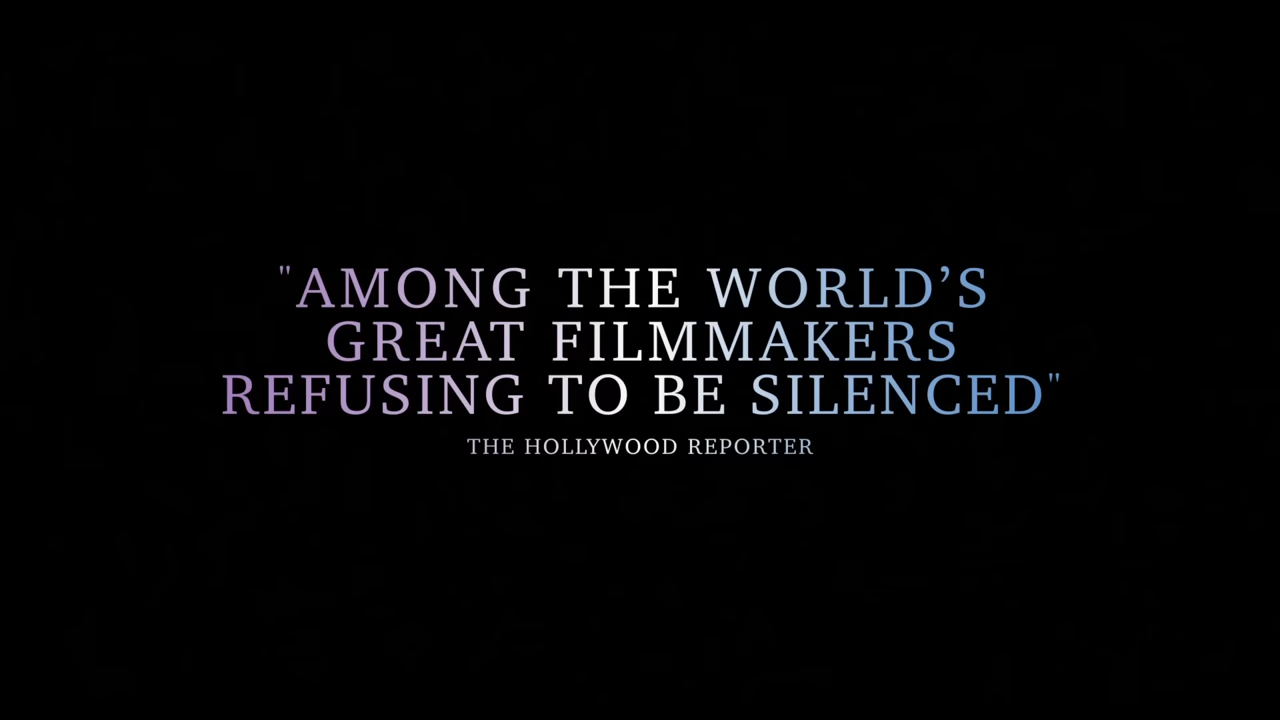 "AMONG THE WORLD’S
GREAT FILMMAKERS
REFUSING TO BE SILENCED"
THE HOLLYWOOD REPORTER